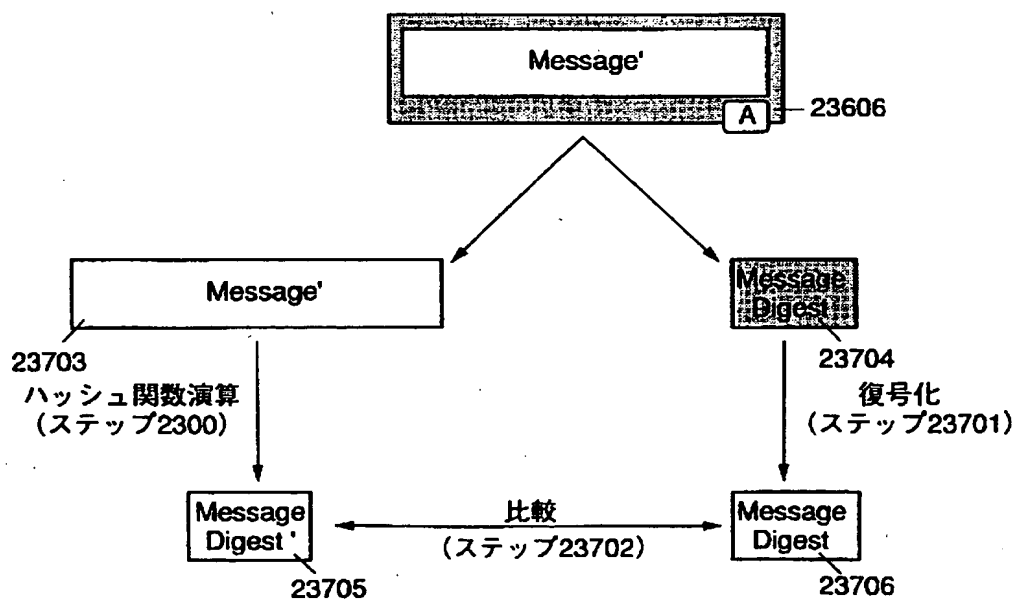 Message'
A
23606
Message'
23703
Message
Digest
23704
ハッシュ関数演算
(ステップ2300)
復号化
(ステップ23701)
Message
Digest '
23705
比較
(ステップ23702)
Message
Digest
23706